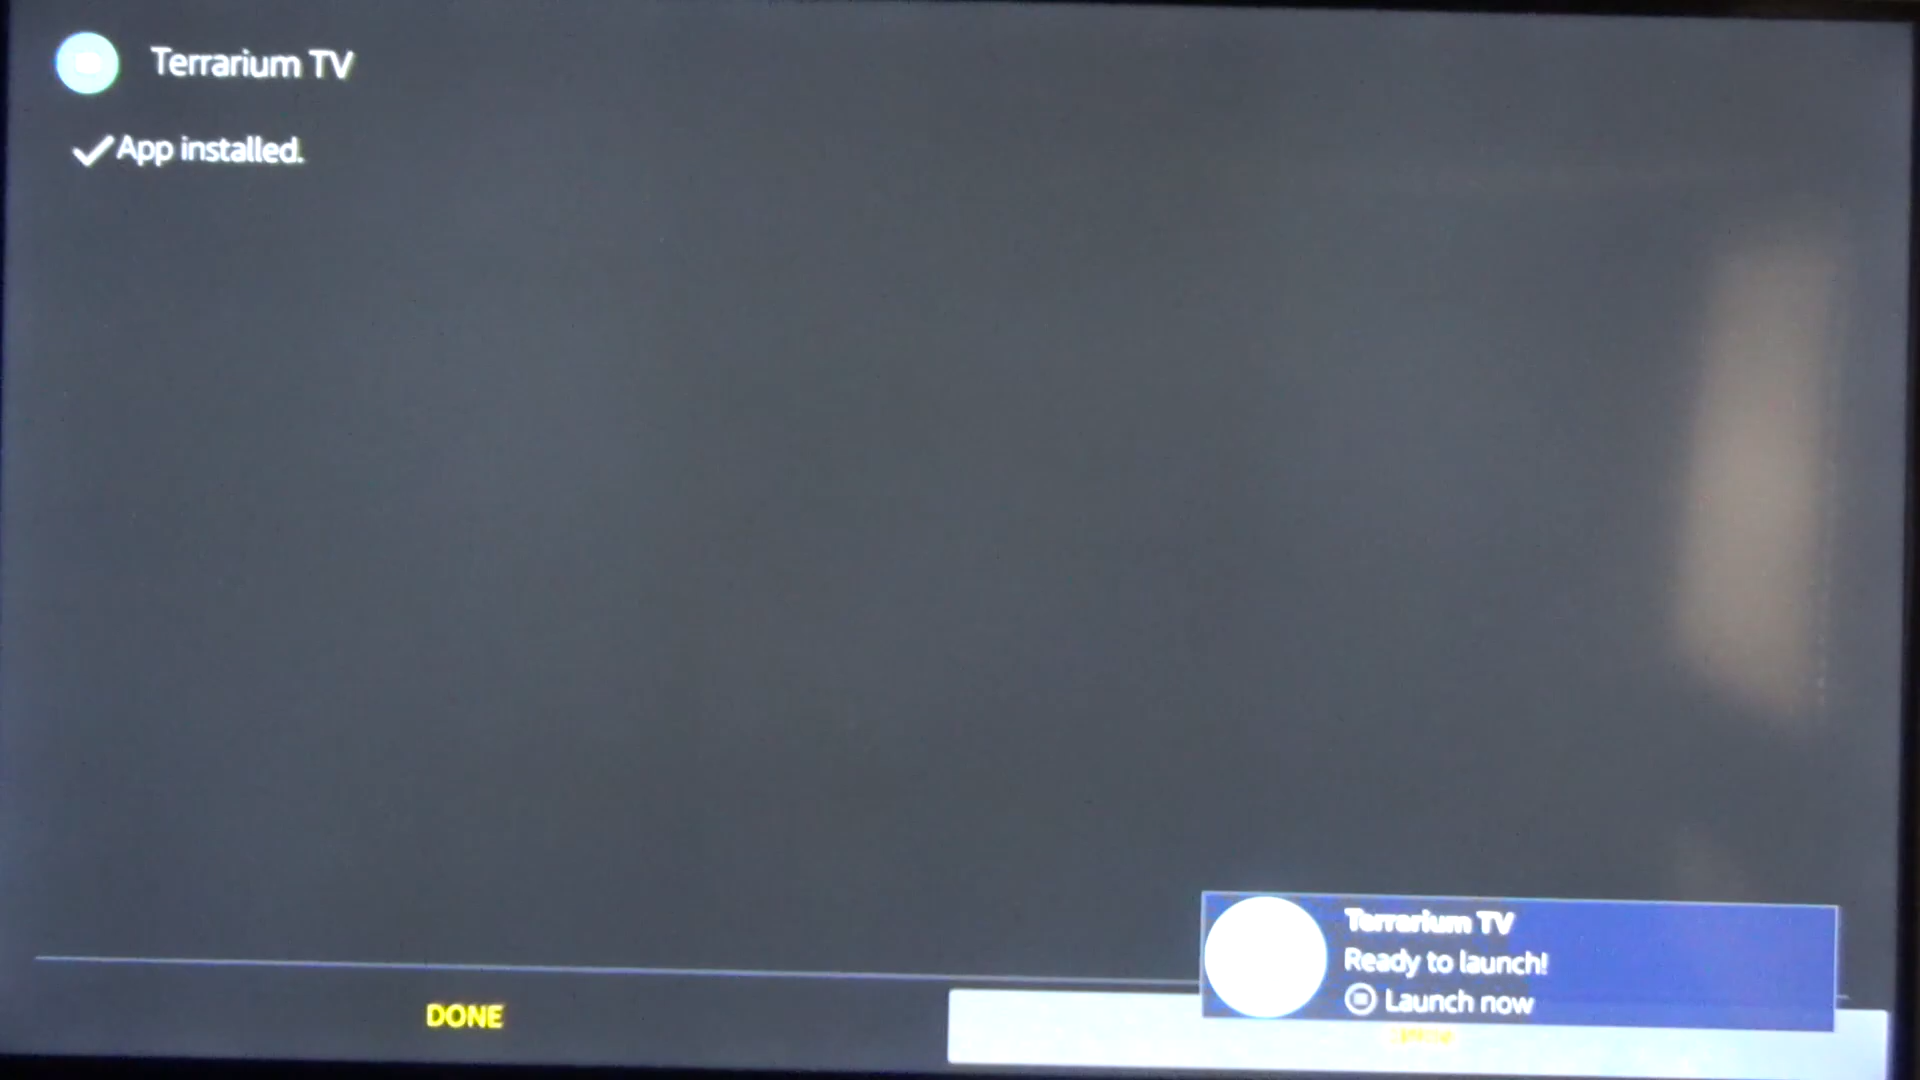 Terrarium TV
App installed.
Terrarium TV
Ready to launch!
Launch now
DONE